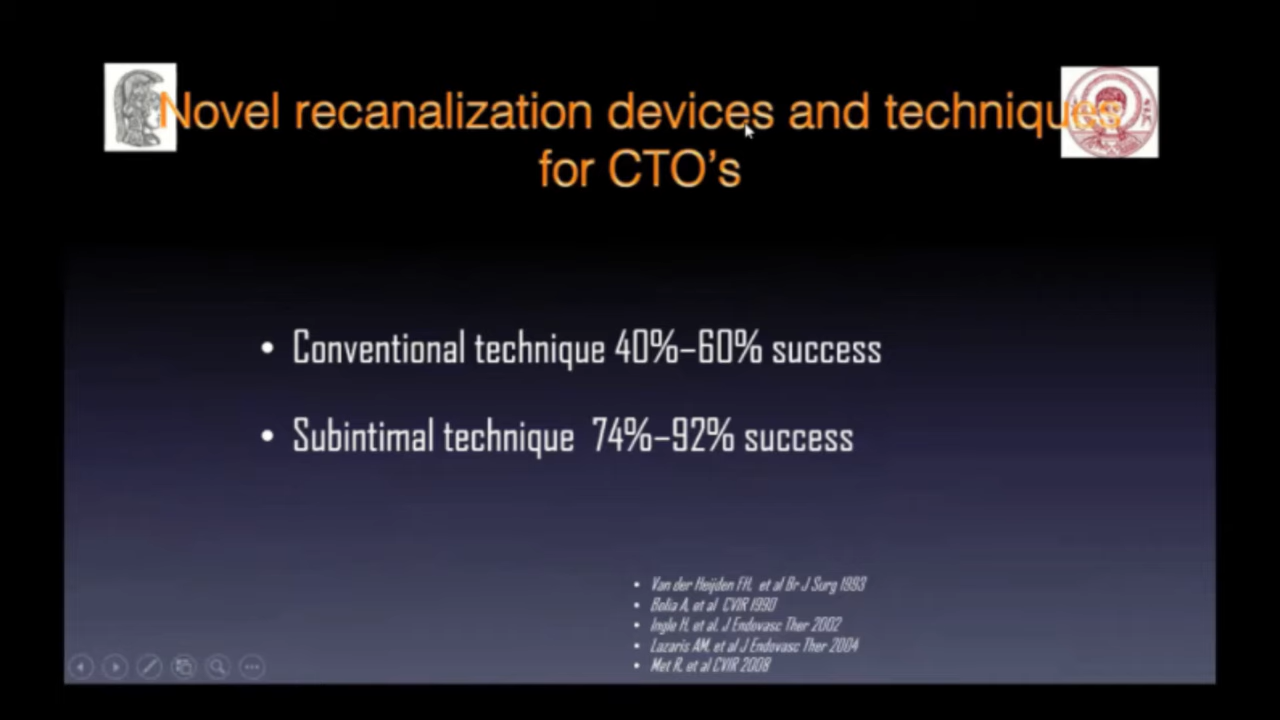 Novel recanalization devices and techniques
for CTO's
• Conventional technique 40%–60% success
• Subintimal technique 74%–92% success
• Van der Heijden FH, et al Br J Surg 1993
• Bolia A, et al CVIR 1990
• Ingle H, et al. J Endovasc Ther 2002
• Lazaris AM, et al J Endovasc Ther 2004
• Met R, et al CVIR 2008